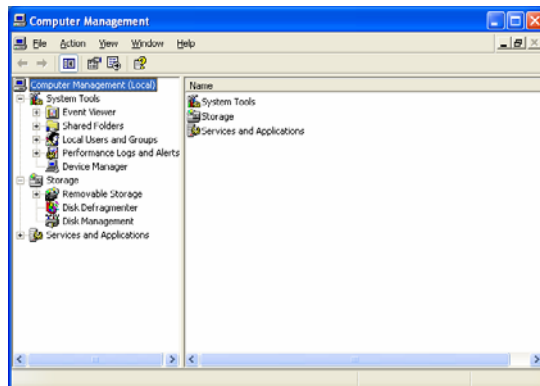 Computer Management
File Action View Window Help
Computer Management (Local)
System Tools
Event Viewer
Shared Folders
Local Users and Groups
Performance Logs and Alerts
Device Manager
Storage
Removable Storage
Disk Defragmenter
Disk Management
Services and Applications
Name
System Tools
Storage
Services and Applications